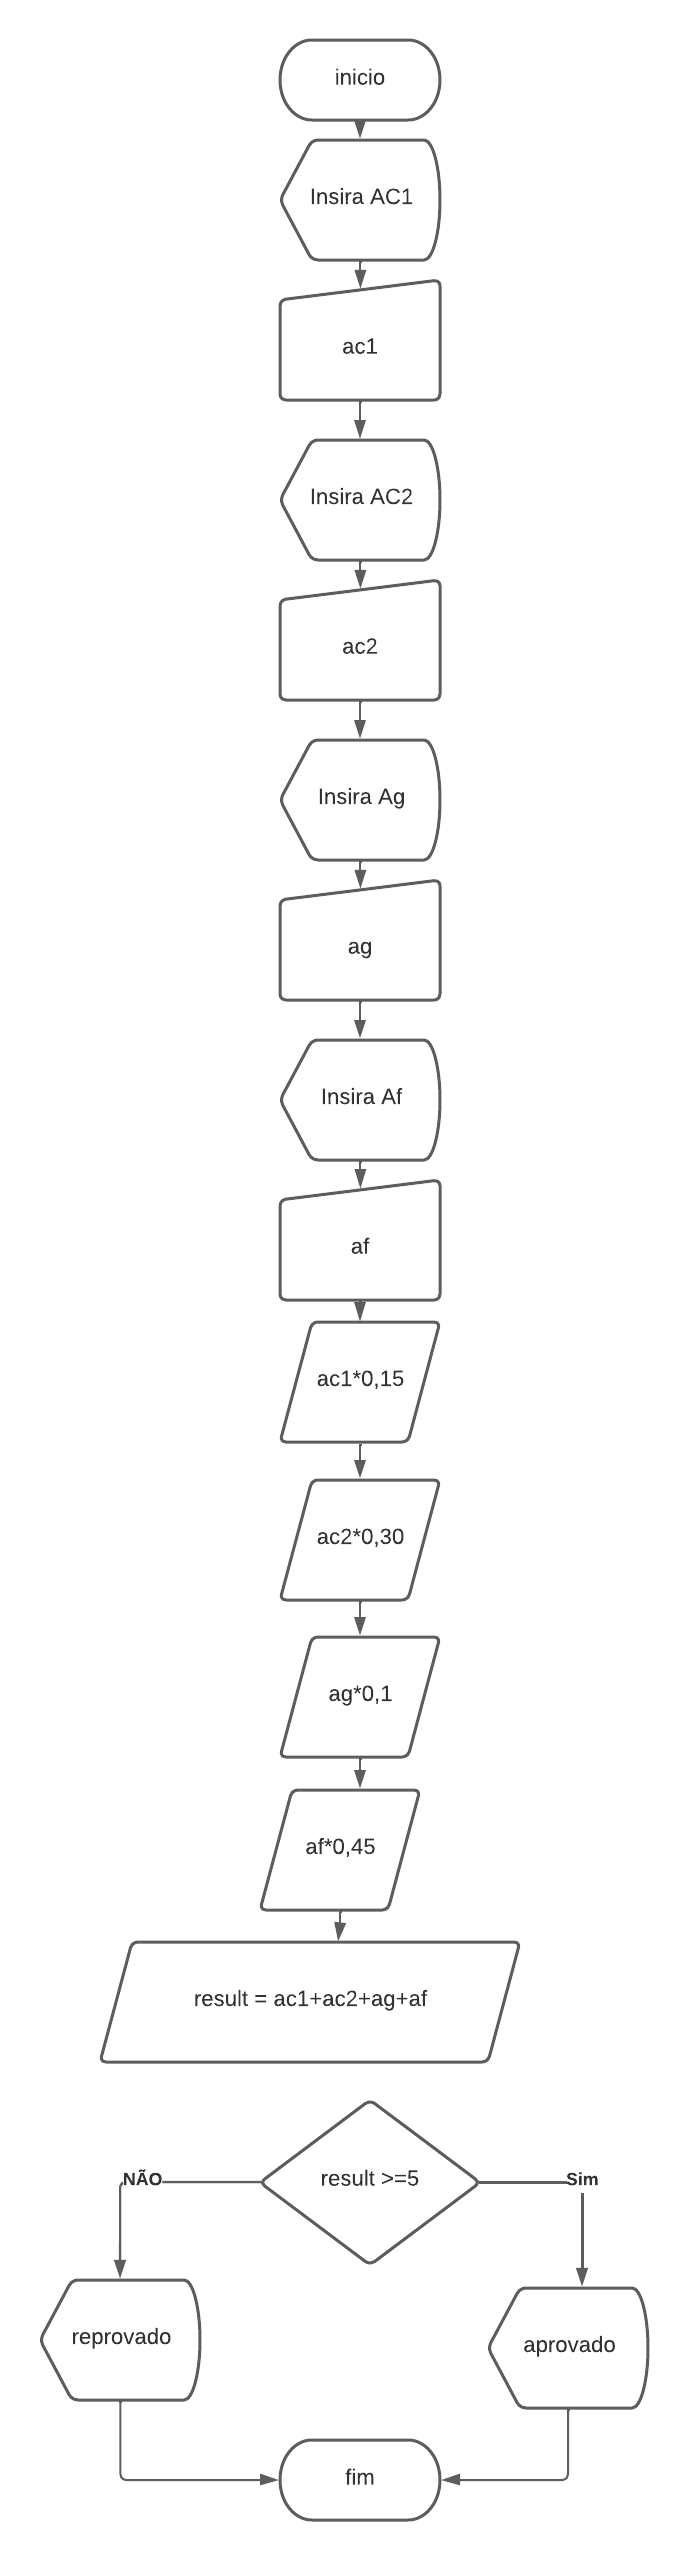 inicio
Insira AC1
ac1
Insira AC2
ac2
Insira Ag
ag
Insira Af
af
ac1*0,15
ac2*0,30
ag*0,1
af*0,45
result = ac1+ac2+ag+af
result >=5
NÃO
Sim
reprovado
aprovado
fim